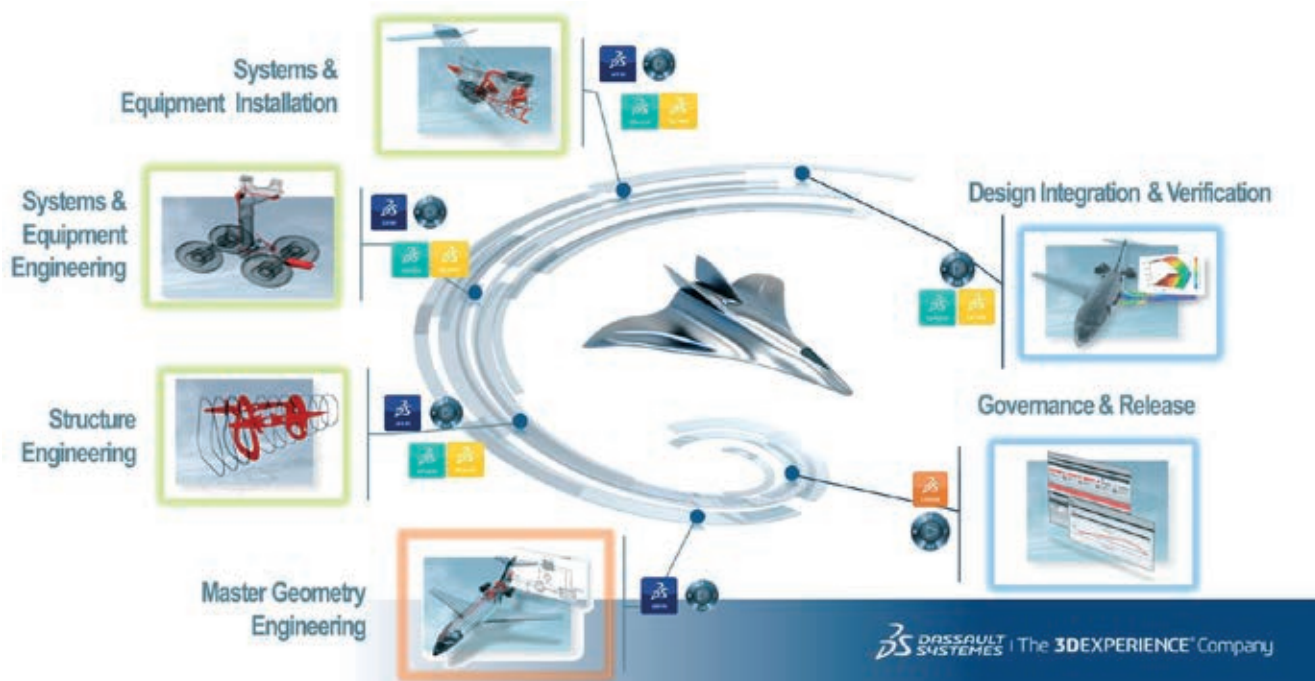 Systems &
Equipment Installation
Systems &
Equipment
Engineering
Structure
Engineering
Master Geometry
Engineering
Design Integration & Verification
Governance & Release
DASSAULT
SYSTEMES | The 3DEXPERIENCE® Company